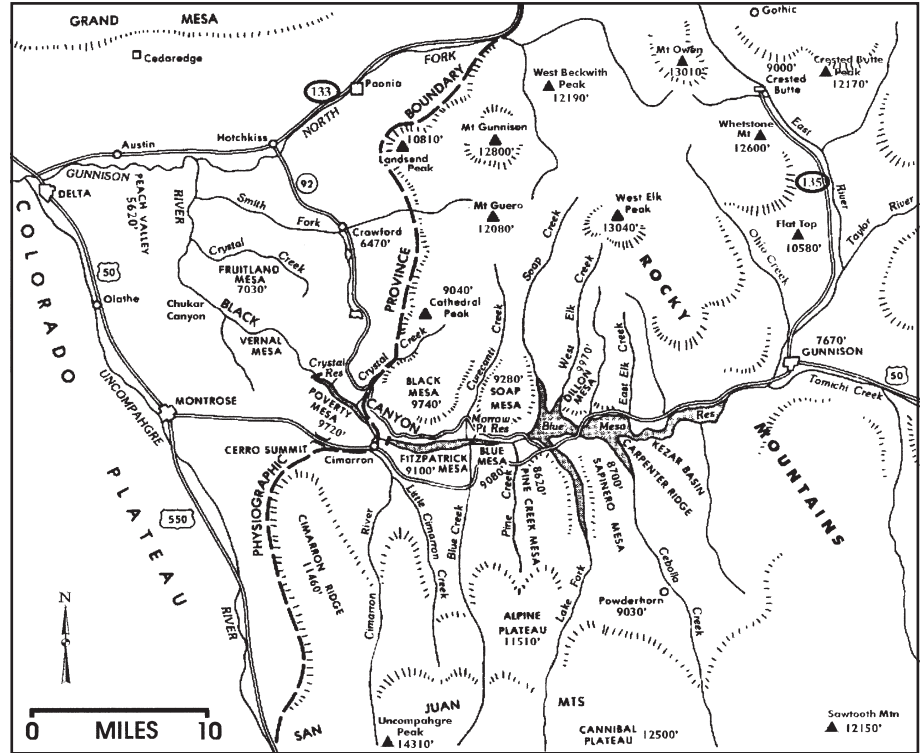 GRAND MESA
Cedaredge
Gothic
Mt Owen
13010'
9000'
Crested
Butte
Crested Butte
Peak
12170'
West Beckwith
Peak
12190'
FORK
133
Paonia
NORTH
BOUNDARY
Whetstone
Mt
12600'
East
River
Hotchkiss
Austin
10810'
Landsend
Peak
Mt Gunnison
12800'
135
GUNNISON
RIVER
DELTA
PEACH VALLEY
5620'
92
Smith
Fork
Crawford
6470'
Mt Guero
12080'
West Elk
Peak
13040'
Flat Top
10580'
Taylor River
Ohio Creek
Soap Creek
West Elk Creek
East Elk Creek
Crystal
Creek
FRUITLAND
MESA
7030'
50
Olathe
PROVINCE
9040'
Cathedral
Peak
ROCKY
COLORADO
Chukar
Canyon
BLACK
VERNAL
MESA
Crystal
Res
Crystal Creek
Curecanti Creek
7670'
GUNNISON
50
Tomichi Creek
UNCOMPAHGRE
MONTROSE
POVERTY
MESA
9720'
CANYON
BLACK
MESA
9740'
9280'
SOAP
MESA
DILLON
MESA
9270'
Morrow
Pt Res
Blue
Mesa
Res
CERRO SUMMIT
Cimarron
FITZPATRICK
9100' MESA
BLUE
MESA
9080'
8620'
PINE CREEK MESA
8700'
SAPINERO MESA
CARPENTER RIDGE
KEZAR BASIN
MOUNTAINS
PLATEAU
550
PHYSIOGRAPHIC
CIMARRON RIDGE
11460'
River
Cimarron
Little
Cimarron
Creek
Blue Creek
Pine Creek
Lake Fork
Cebolla
Creek
Powderhorn
9030'
N
RIVER
ALPINE
PLATEAU
11510'
0 MILES 10
SAN JUAN MTS
Uncompahgre
Peak
14310'
CANNIBAL
PLATEAU 12500'
Sawtooth Mtn
12150'